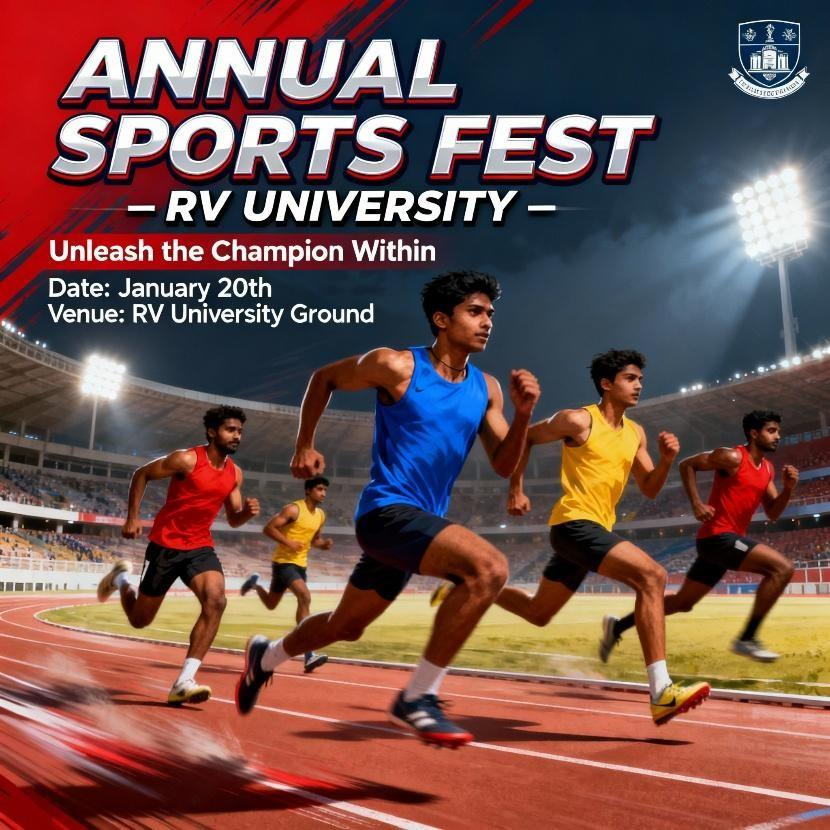 ANNUAL
SPORTS FEST
– RV UNIVERSITY –
Unleash the Champion Within
Date: January 20th
Venue: RV University Ground